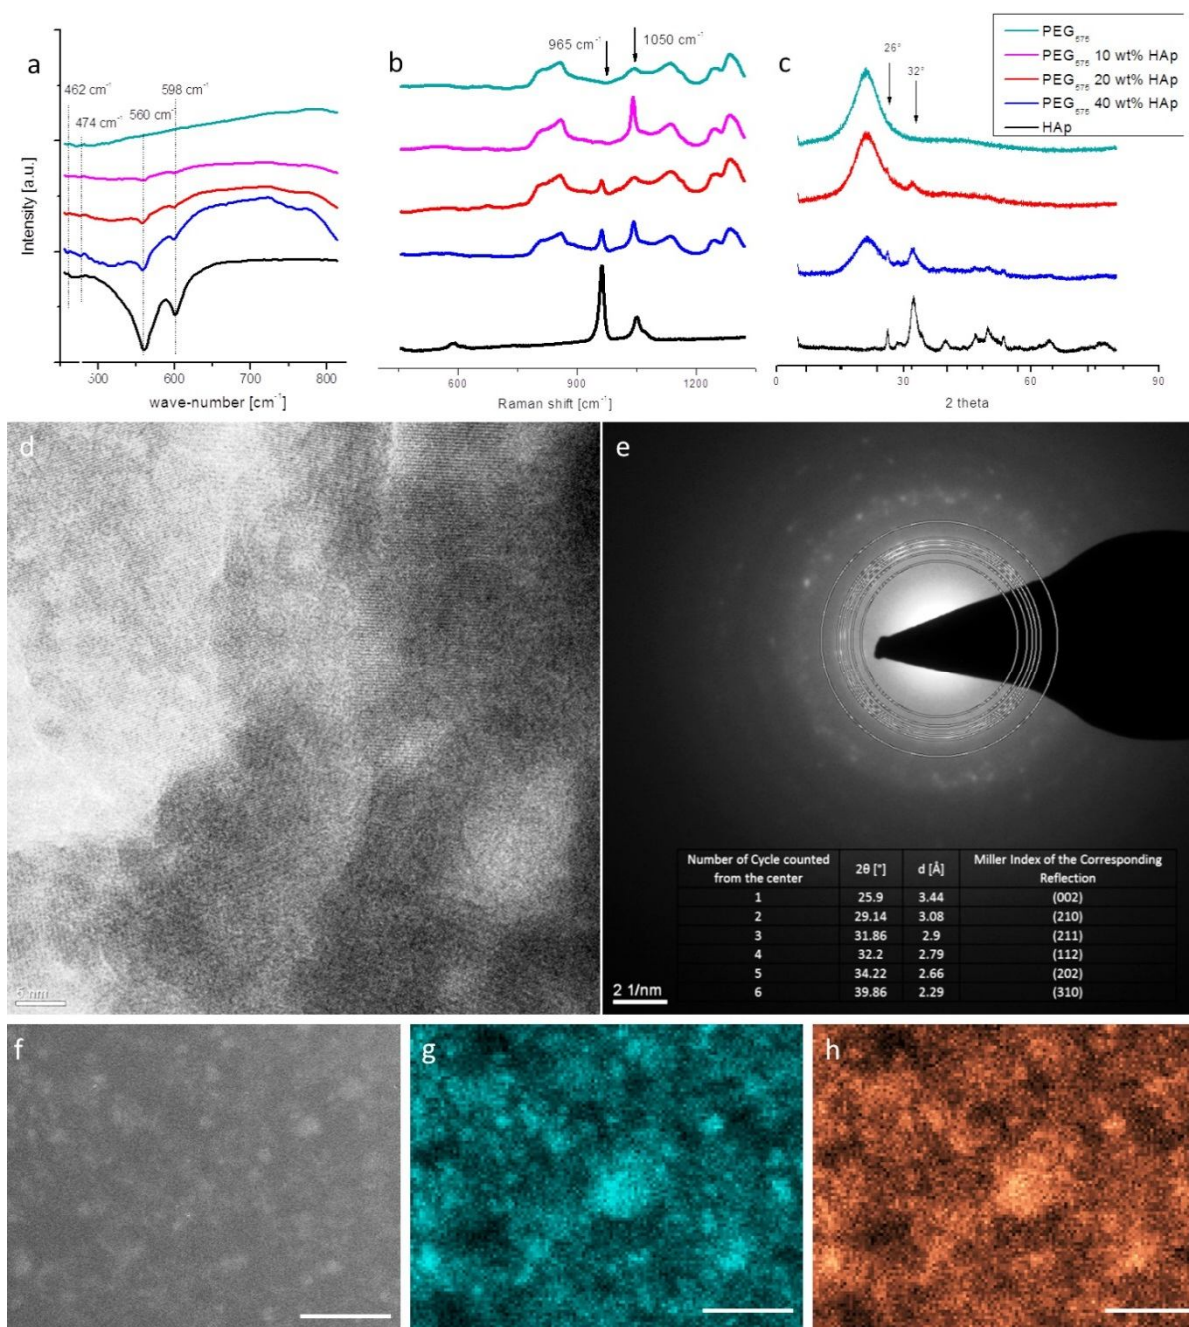 a
462 cm⁻¹
474 cm⁻¹
560 cm⁻¹
598 cm⁻¹
Intensity [a.u.]
500
600
700
800
wave-number [cm⁻¹]
b
965 cm⁻¹
1050 cm⁻¹
600
900
1200
Raman shift [cm⁻¹]
c
26°
32°
0
30
60
90
2 theta
PEG₅₇₅
PEG₅₇₅ 10 wt% HAp
PEG₅₇₅ 20 wt% HAp
PEG₅₇₅ 40 wt% HAp
HAp
d
5 nm
e
Number of Cycle counted from the center 2θ [°] d [Å] Miller Index of the Corresponding Reflection
1 25.9 3.44 (002)
2 29.14 3.08 (210)
3 31.86 2.9 (211)
4 32.2 2.79 (112)
5 34.22 2.66 (202)
6 39.86 2.29 (310)
2 1/nm
f
g
h